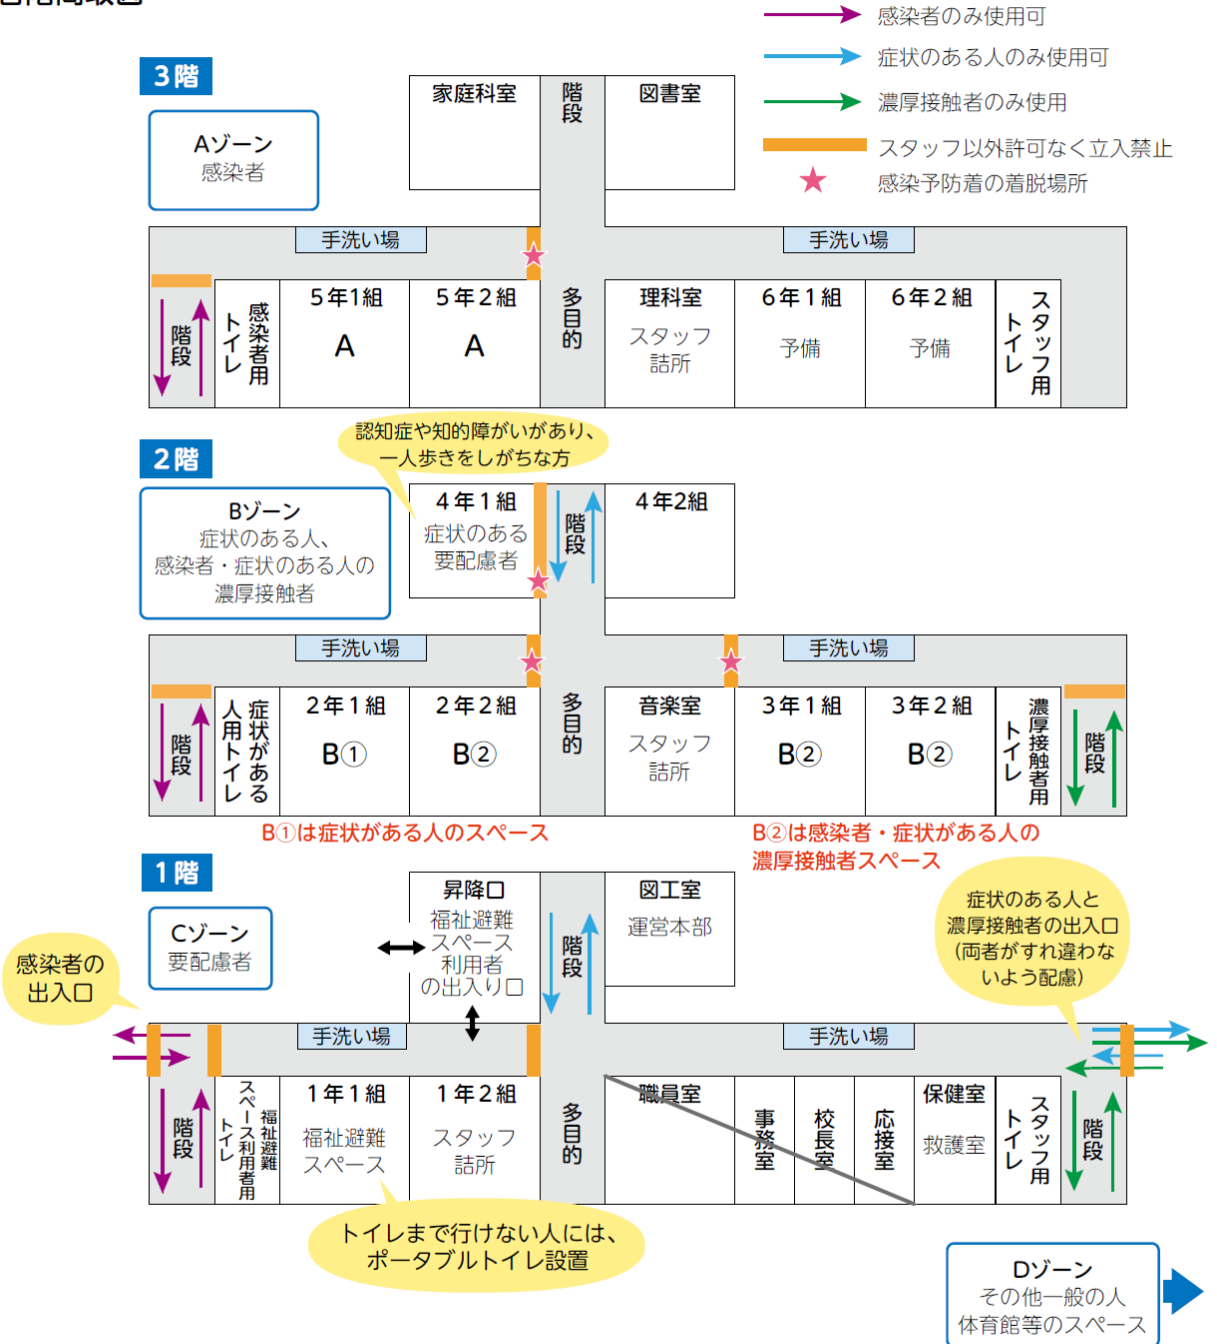 各階間取図
感染者のみ使用可
症状のある人のみ使用可
濃厚接触者のみ使用
スタッフ以外許可なく立入禁止
感染予防着の着脱場所
3階
Aゾーン
感染者
家庭科室
階段
図書室
手洗い場
手洗い場
階段
感染者用
トイレ
5年1組
A
5年2組
A
多目的
理科室
スタッフ
詰所
6年1組
予備
6年2組
予備
スタッフ用
トイレ
認知症や知的障がいがあり、
一人歩きをしがちな方
2階
Bゾーン
症状のある人、
感染者・症状のある人の
濃厚接触者
4年1組
症状のある
要配慮者
階段
4年2組
手洗い場
手洗い場
階段
症状がある
人用トイレ
2年1組
B①
2年2組
B②
多目的
音楽室
スタッフ
詰所
3年1組
B②
3年2組
B②
濃厚接触者用
トイレ
階段
B①は症状がある人のスペース
B②は感染者・症状がある人の
濃厚接触者スペース
1階
Cゾーン
要配慮者
感染者の
出入口
昇降口
福祉避難
スペース
利用者
の出入り口
階段
図工室
運営本部
症状のある人と
濃厚接触者の出入口
(両者がすれ違わな
いよう配慮)
手洗い場
手洗い場
階段
福祉避難
スペース利用者用
トイレ
1年1組
福祉避難
スペース
1年2組
スタッフ
詰所
多目的
職員室
事務室
校長室
応接室
保健室
救護室
スタッフ用
トイレ
階段
トイレまで行けない人には、
ポータブルトイレ設置
Dゾーン
その他一般の人
体育館等のスペース